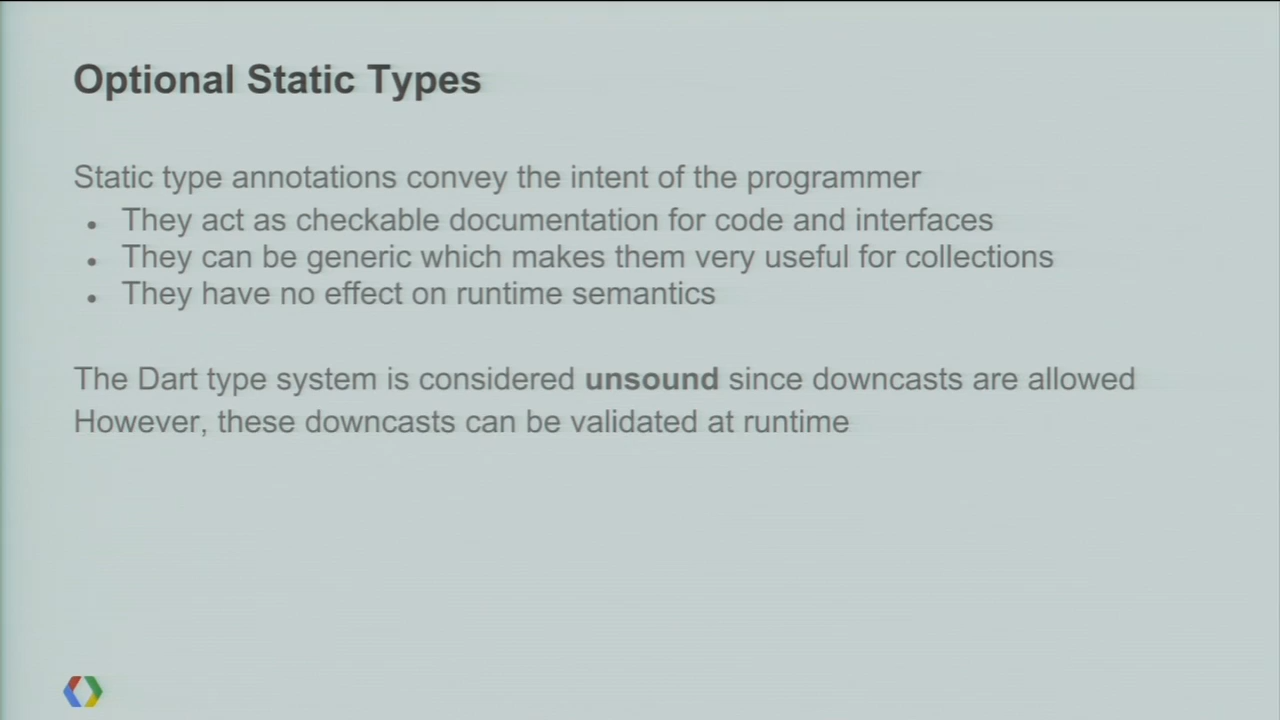 Optional Static Types
Static type annotations convey the intent of the programmer
• They act as checkable documentation for code and interfaces
• They can be generic which makes them very useful for collections
• They have no effect on runtime semantics
The Dart type system is considered unsound since downcasts are allowed
However, these downcasts can be validated at runtime